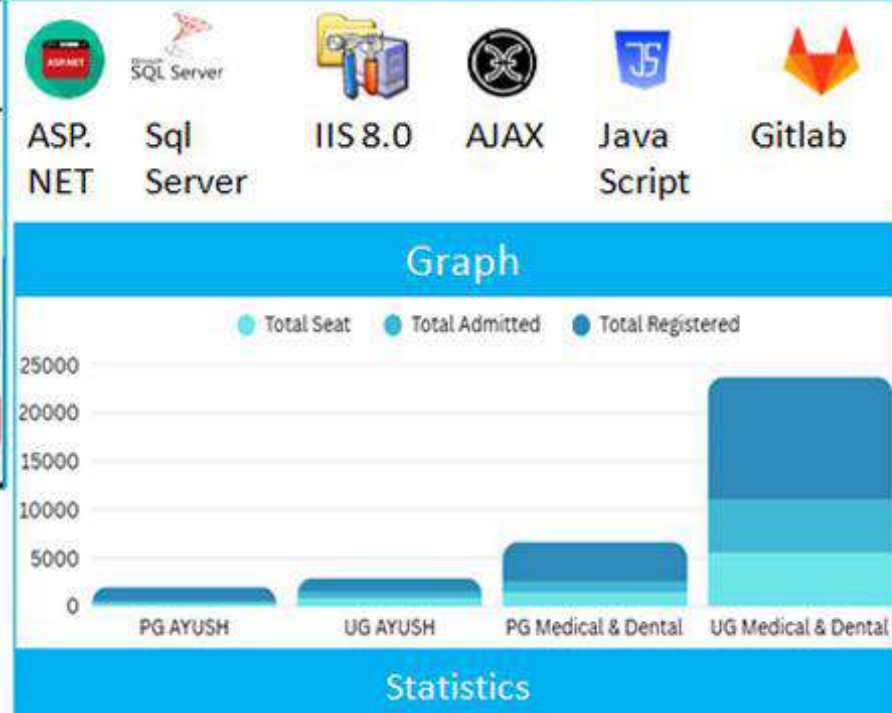 ASP.NET
Microsoft
SQL Server
JS
ASP. Sql IIS 8.0 AJAX Java Gitlab
NET Server Script
Graph
Total Seat Total Admitted Total Registered
25000
20000
15000
10000
5000
0
PG AYUSH UG AYUSH PG Medical & Dental UG Medical & Dental
Statistics